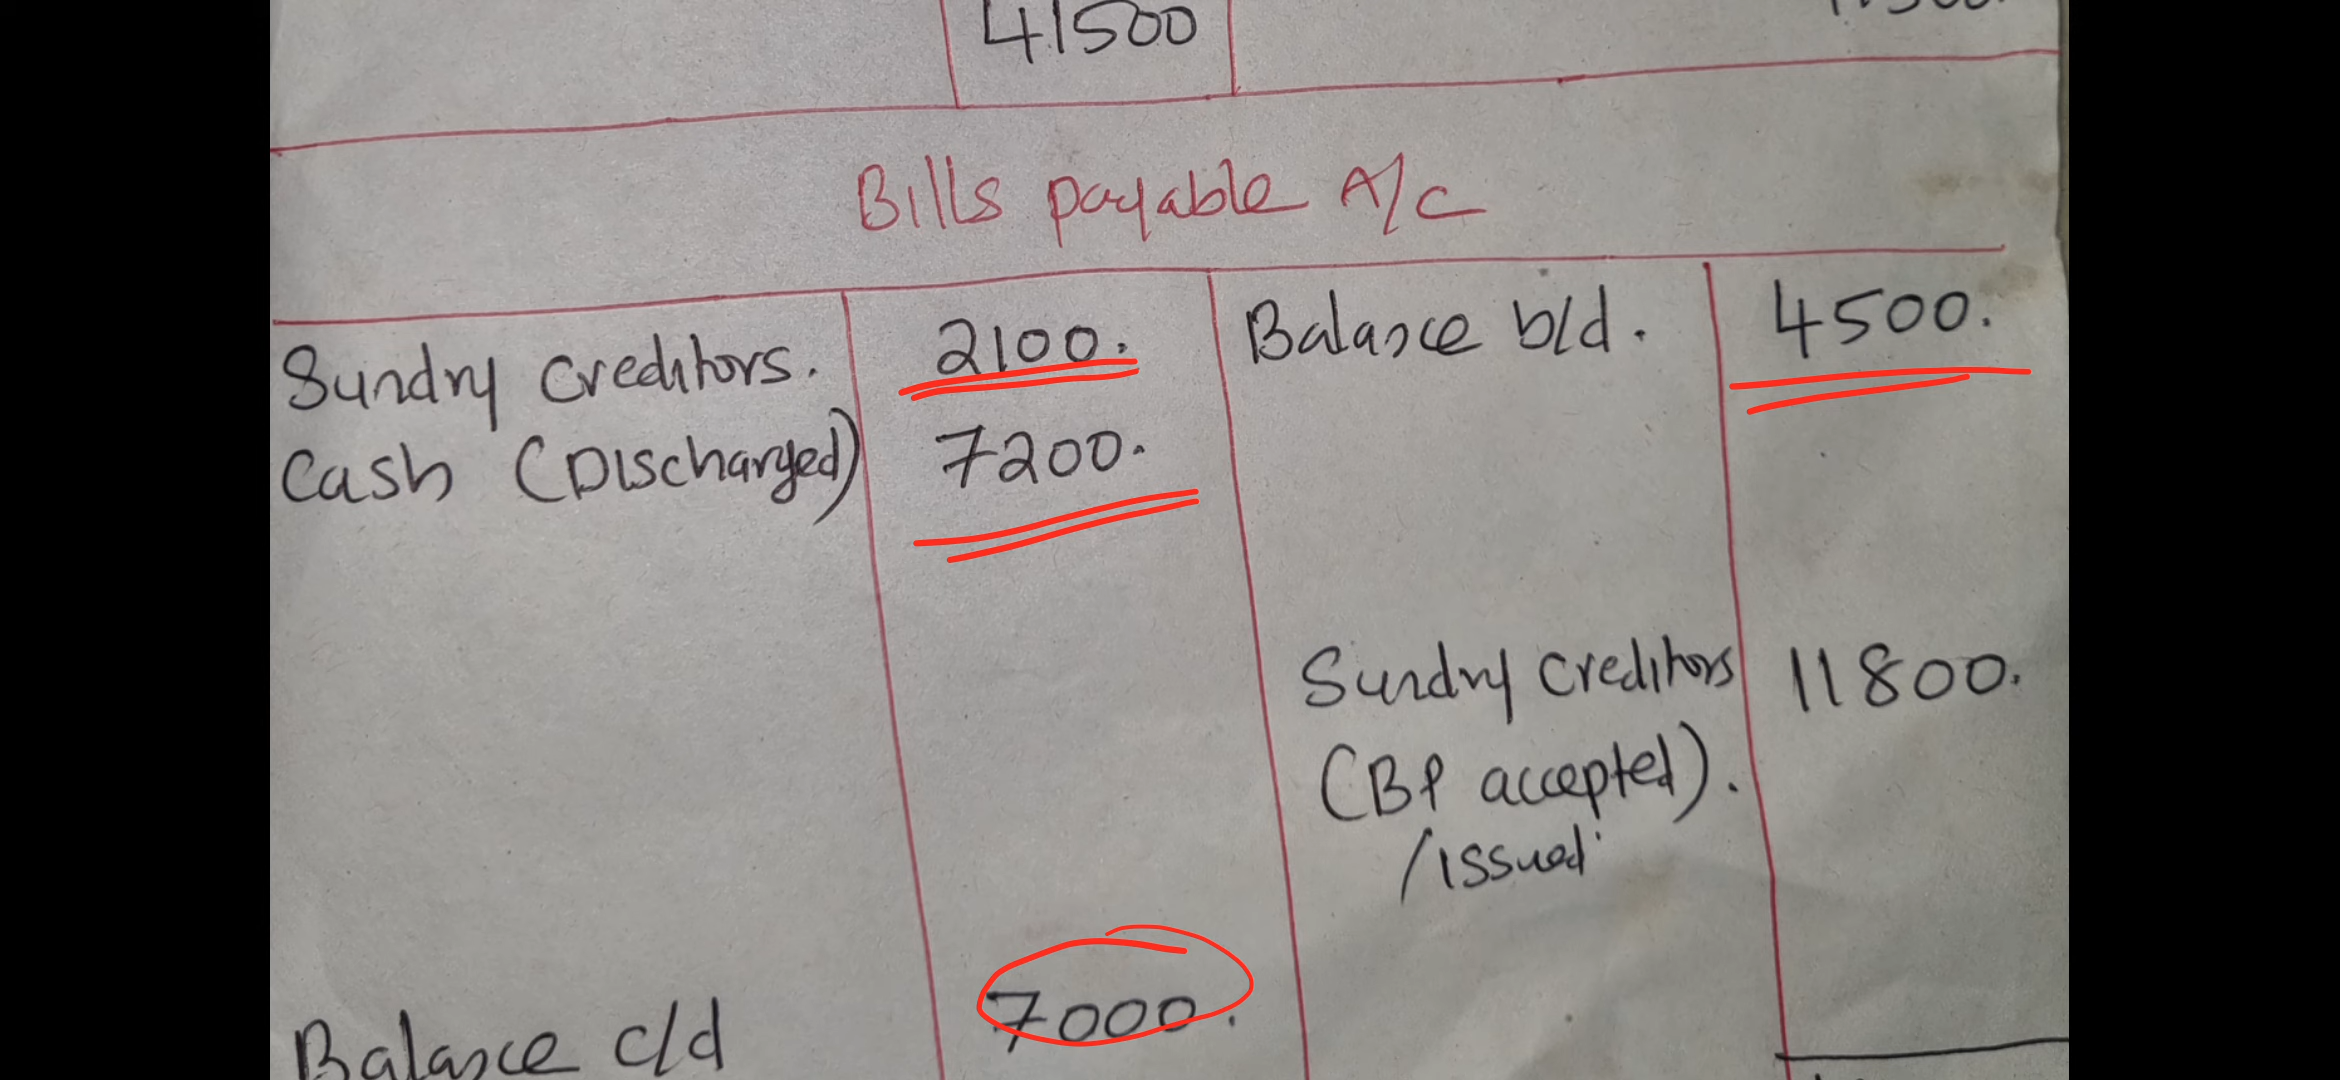 41500
Bills payable A/C
Sundry Creditors. 2100. Balance b/d. 4500.
Cash (Discharged) 7200.
Sundry Creditors 11800.
(BP accepted).
/issued
Balance c/d 7000.